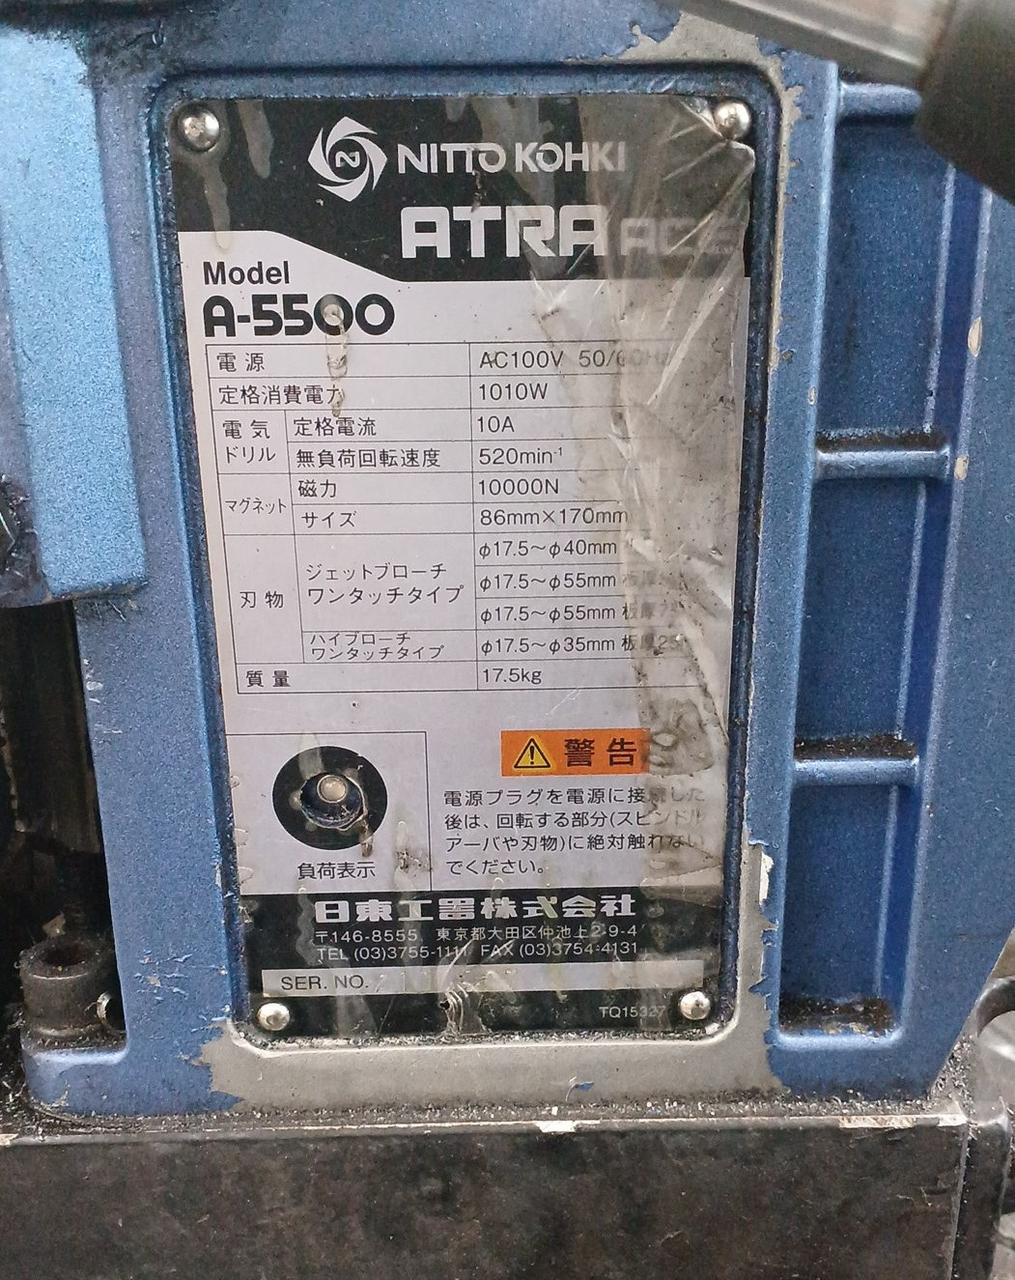 N
NITTO KOHKI
ATRA ACE
Model
A-5500
電源 AC100V 50/60Hz
定格消費電力 1010W
電気ドリル 定格電流 10A
無負荷回転速度 520min-1
マグネット 磁力 10000N
サイズ 86mm×170mm
刃物 ジェットブローチ ワンタッチタイプ φ17.5～φ40mm
φ17.5～φ55mm 板厚
φ17.5～φ55mm 板厚
ハイブローチ ワンタッチタイプ φ17.5～φ35mm 板厚25
質量 17.5kg
警告
電源プラグを電源に接続した
後は、回転する部分(スピンドル
アーバや刃物)に絶対触れない
でください。
負荷表示
日東工器株式会社
〒146-8555 東京都大田区仲池上2-9-4
TEL (03)3755-1111 FAX (03)3754-4131
SER. NO.
TQ15327